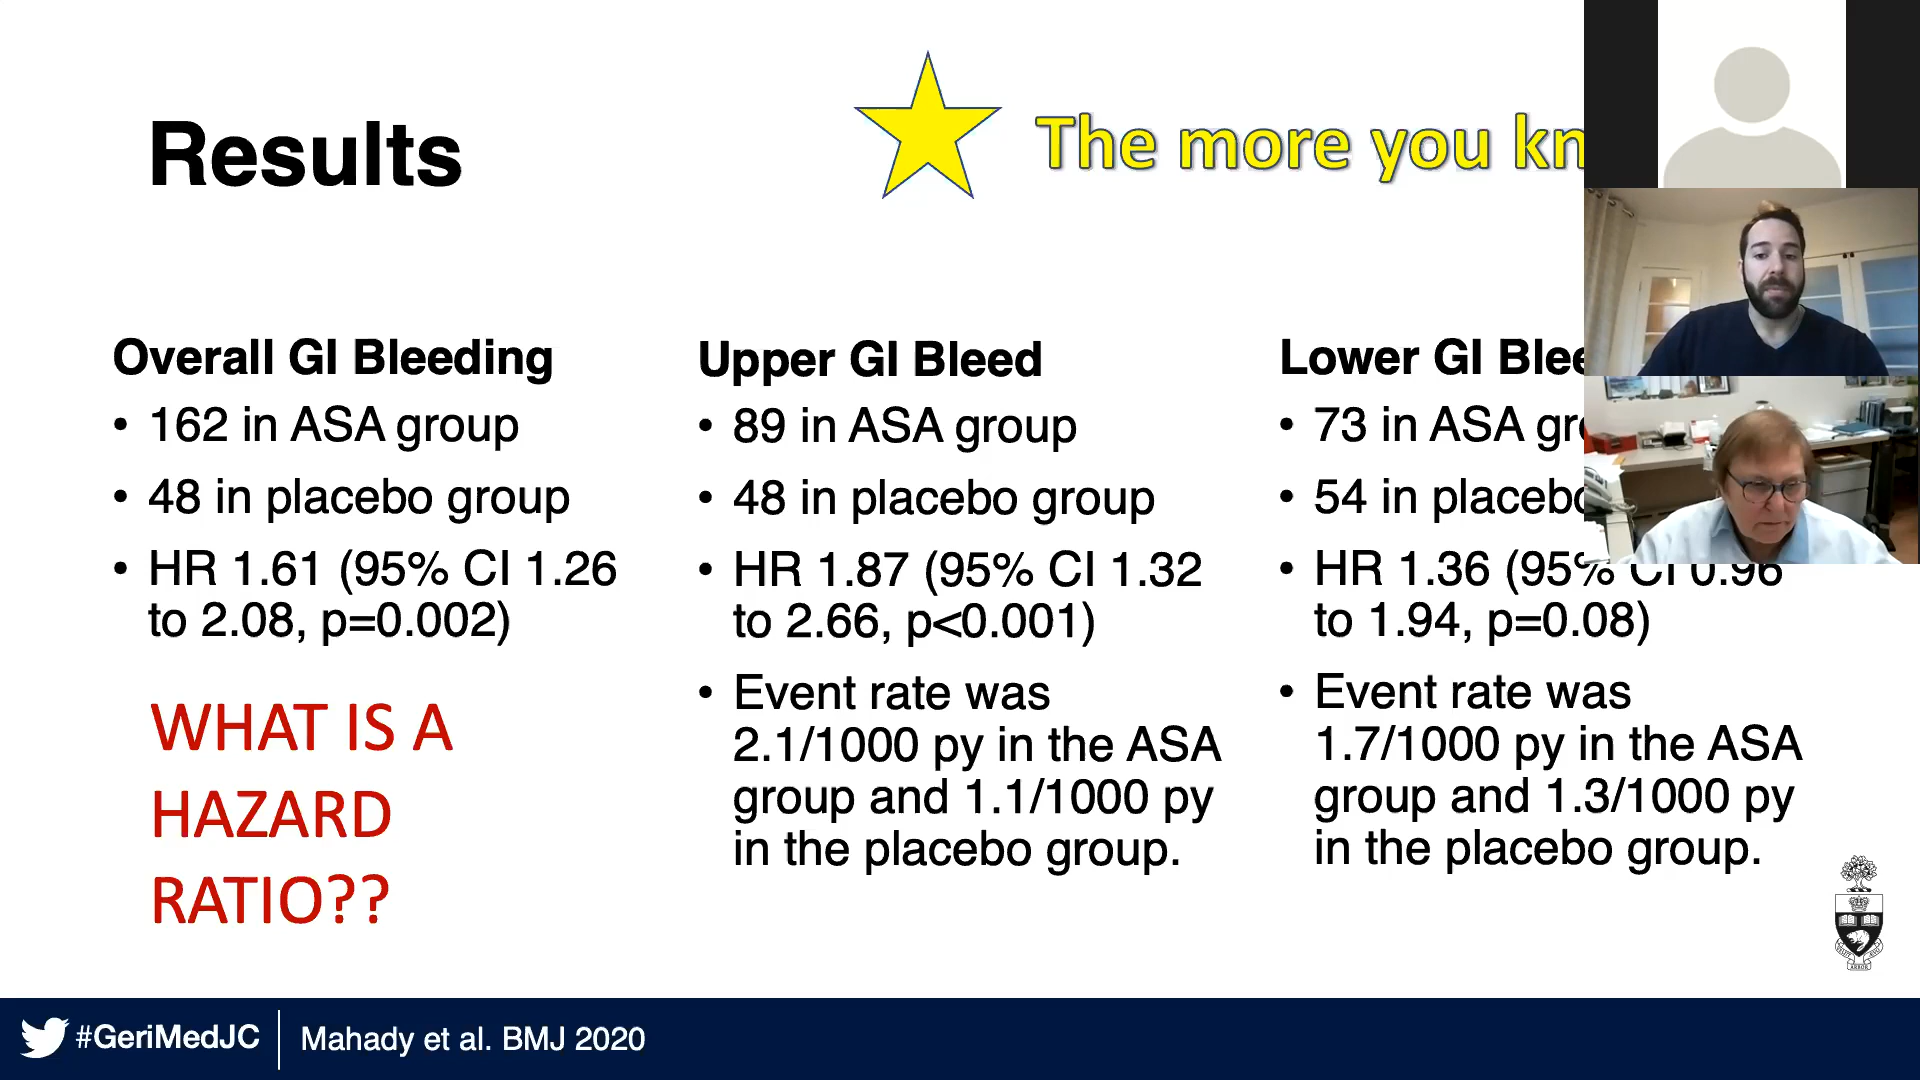 Results
The more you
Overall GI Bleeding
• 162 in ASA group
• 48 in placebo group
• HR 1.61 (95% CI 1.26
to 2.08, p=0.002)
WHAT IS A
HAZARD
RATIO??
Upper GI Bleed
• 89 in ASA group
• 48 in placebo group
• HR 1.87 (95% CI 1.32
to 2.66, p<0.001)
• Event rate was
2.1/1000 py in the ASA
group and 1.1/1000 py
in the placebo group.
Lower GI
• 73 in ASA
• 54 in
• HR 1.36 (95% CI 0.96
to 1.94, p=0.08)
• Event rate was
1.7/1000 py in the ASA
group and 1.3/1000 py
in the placebo group.
#GeriMedJC
Mahady et al. BMJ 2020